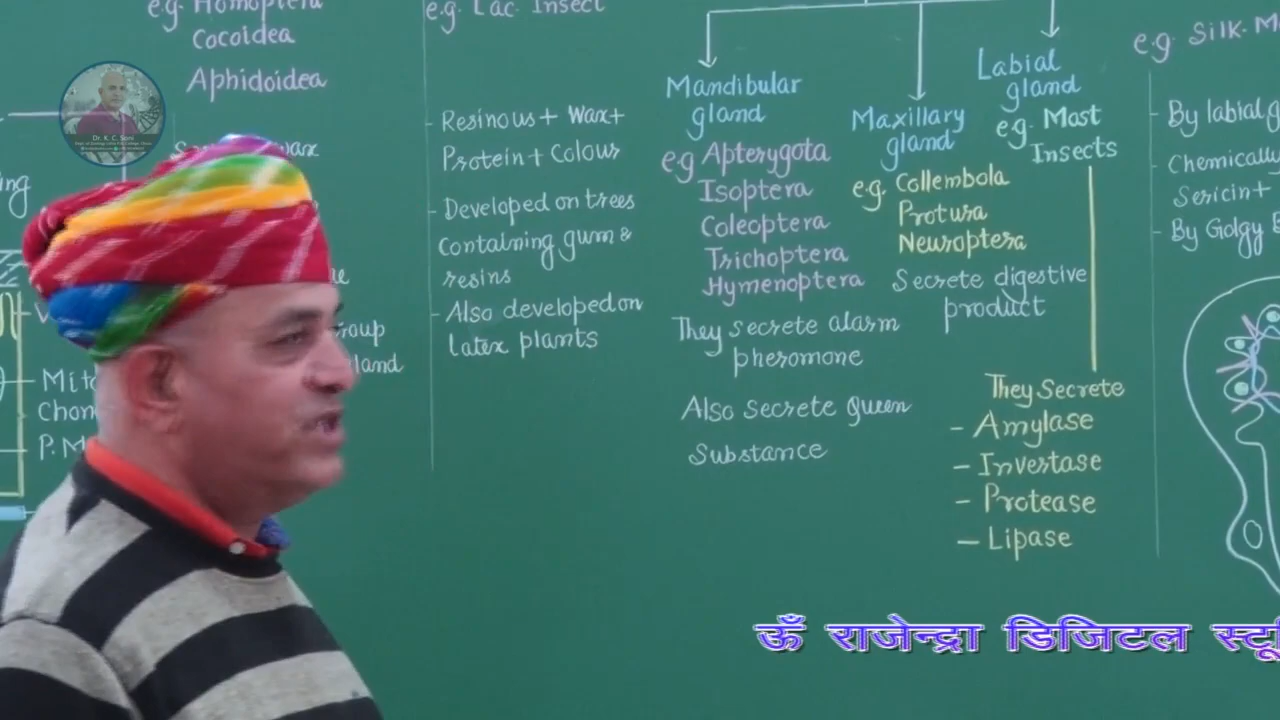 e.g. Homoptera
Cocoidea
Aphidoidea
Dr. K. C. Soni
Mito
Chon
P.M
land
e.g. Lac Insect
- Resinous + Wax +
Protein + Colour
- Developed on trees
containing gum &
resins
- Also developed on
latex plants
Mandibular
gland
e.g Apterygota
Isoptera
Coleoptera
Trichoptera
Hymenoptera
They secrete alarm
pheromone
Also secrete queen
Substance
Maxillary
gland
e.g. Collembola
Protura
Neuroptera
Secrete digestive
product
Labial
gland
e.g. Most
Insects
They Secrete
- Amylase
- Invertase
- Protease
- Lipase
e.g. Silk. M
- By labial g
- Chemically
Sericin +
- By Golgy B
ऊँ राजेन्द्रा डिजिटल स्टू